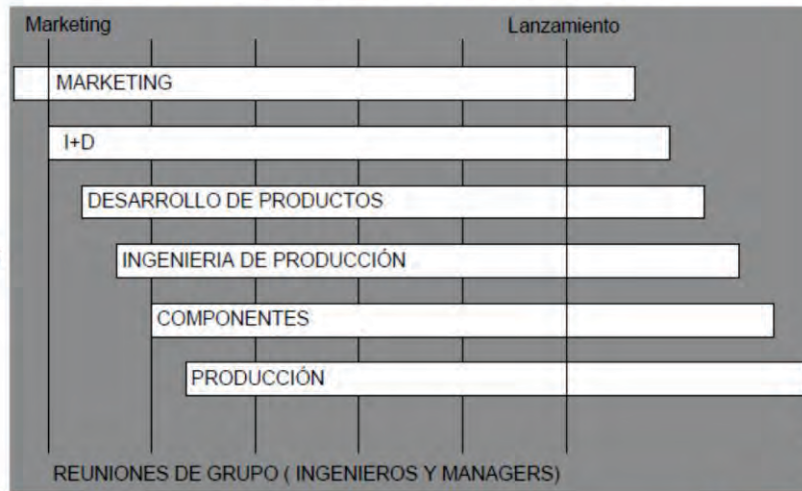 Marketing
Lanzamiento
MARKETING
I+D
DESARROLLO DE PRODUCTOS
INGENIERIA DE PRODUCCIÓN
COMPONENTES
PRODUCCIÓN
REUNIONES DE GRUPO ( INGENIEROS Y MANAGERS)